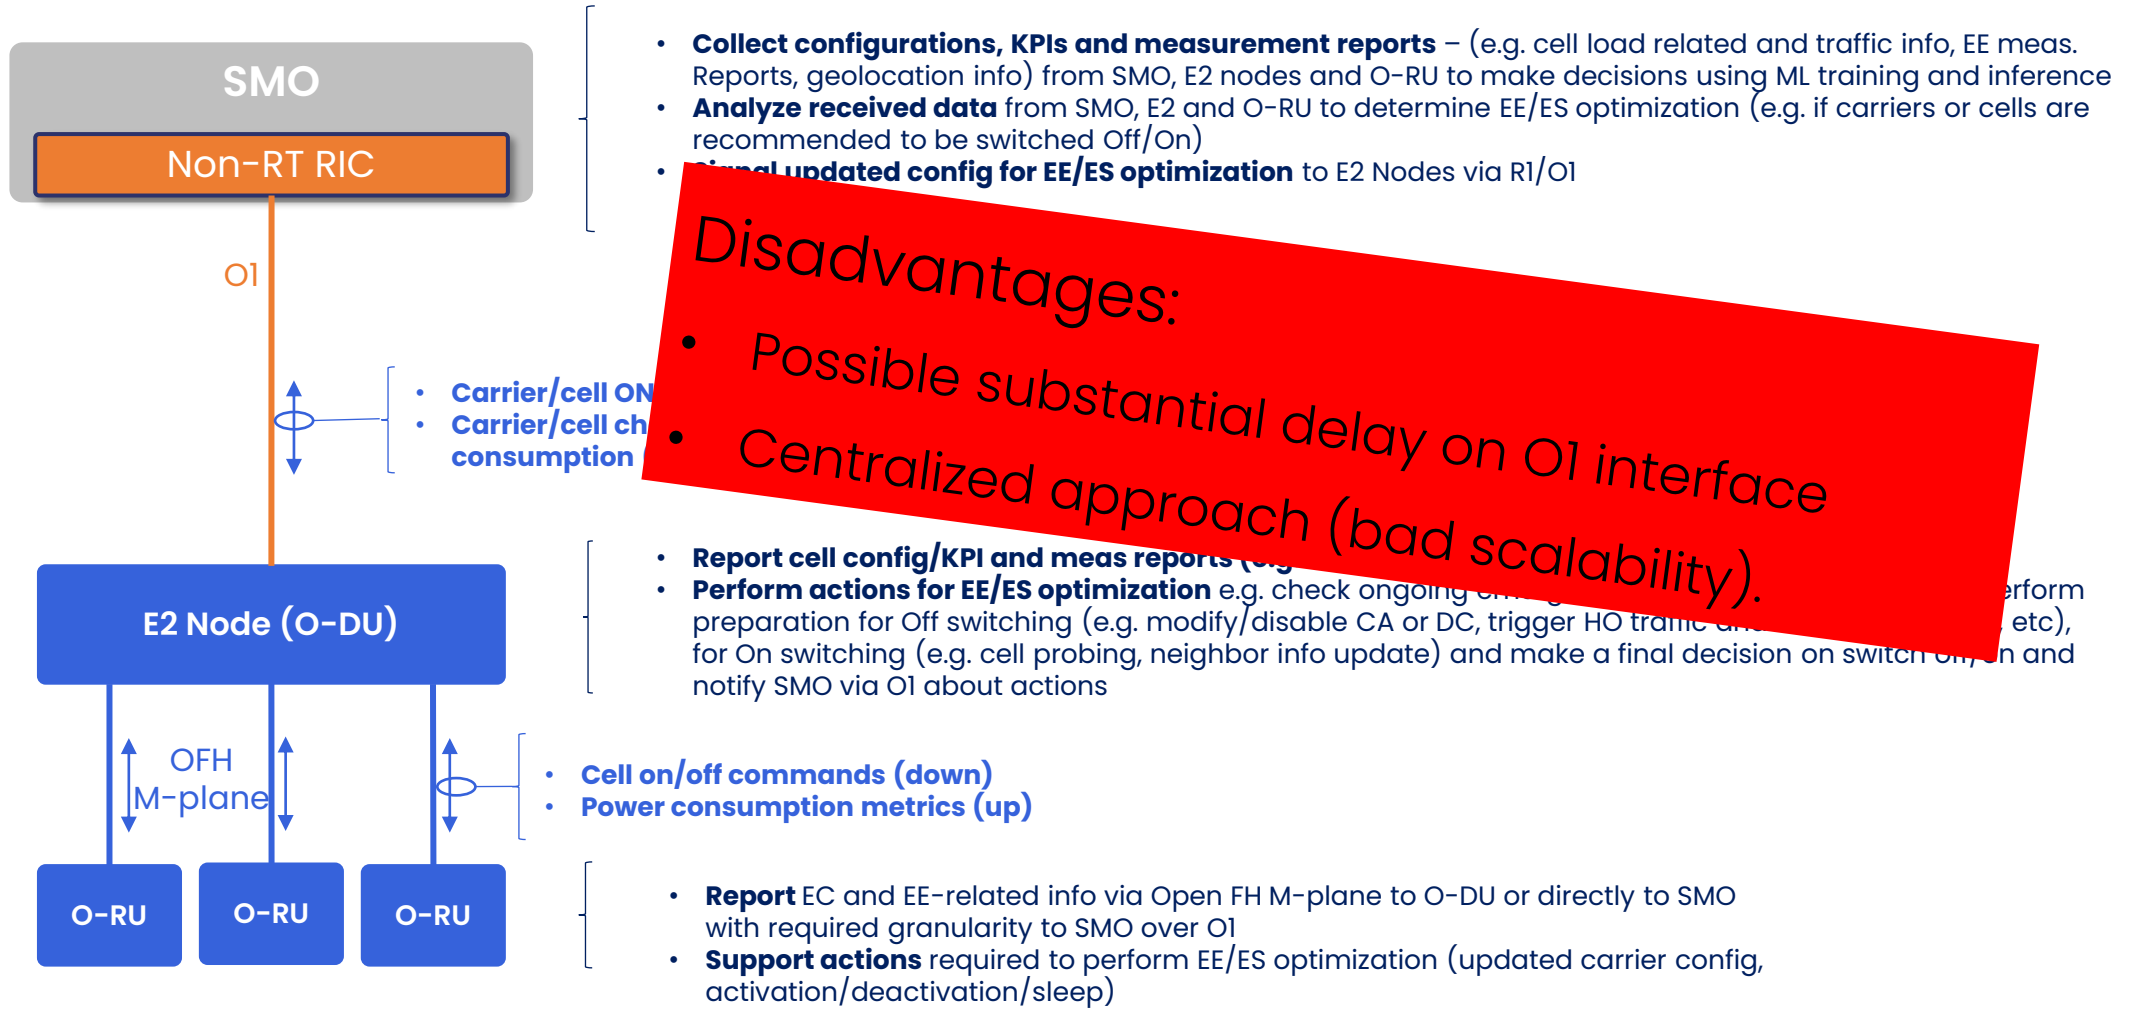 SMO
Non-RT RIC
• Collect configurations, KPIs and measurement reports – (e.g. cell load related and traffic info, EE meas.
Reports, geolocation info) from SMO, E2 nodes and O-RU to make decisions using ML training and inference
• Analyze received data from SMO, E2 and O-RU to determine EE/ES optimization (e.g. if carriers or cells are
recommended to be switched Off/On)
• Signal updated config for EE/ES optimization to E2 Nodes via R1/O1
O1
Disadvantages:
• Possible substantial delay on O1 interface
• Centralized approach (bad scalability).
• Carrier/cell ON
• Carrier/cell
consumption
E2 Node (O-DU)
• Report cell config/KPI and meas reports (e.g
• Perform actions for EE/ES optimization e.g. check ongoing
preparation for Off switching (e.g. modify/disable CA or DC, trigger HO traffic etc),
for On switching (e.g. cell probing, neighbor info update) and make a final decision on switch off/on and
notify SMO via O1 about actions
OFH
M-plane
• Cell on/off commands (down)
• Power consumption metrics (up)
O-RU
O-RU
O-RU
• Report EC and EE-related info via Open FH M-plane to O-DU or directly to SMO
with required granularity to SMO over O1
• Support actions required to perform EE/ES optimization (updated carrier config,
activation/deactivation/sleep)